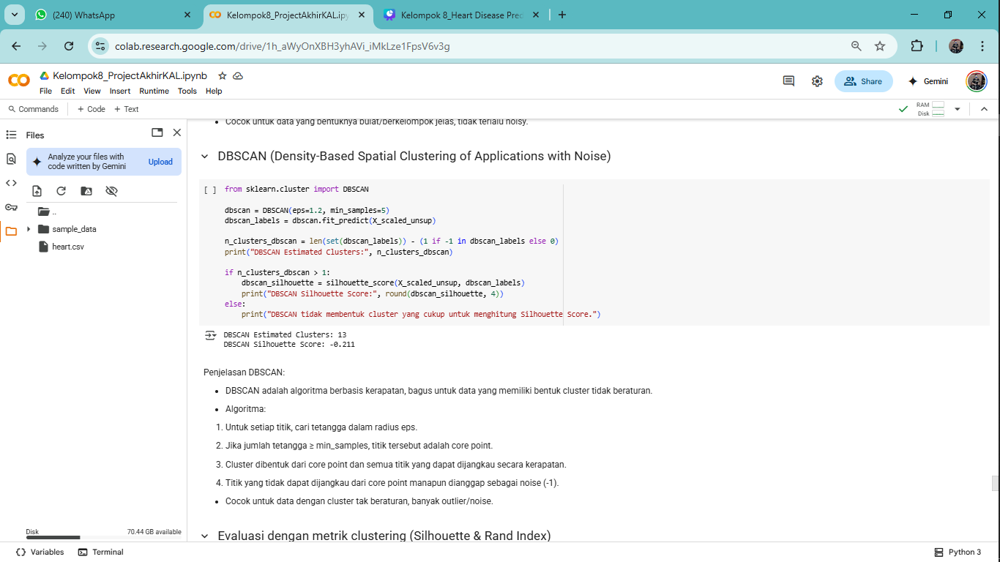 (240) WhatsApp
Kelompok8_ProjectAkhirKAL.ipy
Kelompok 8_Heart Disease Pred
colab.research.google.com/drive/1h_aWyOnXBH3yhAVi_iMkLze1FpsV6v3g
Kelompok8_ProjectAkhirKAL.ipynb
File Edit View Insert Runtime Tools Help
Share
Gemini
Commands + Code + Text
RAM
Disk
Files
Analyze your files with
code written by Gemini
Upload
..
sample_data
heart.csv
Disk 70.44 GB available
Cocok untuk data yang bentuknya bulat/berkelompok jelas, tidak terlalu noisy.
DBSCAN (Density-Based Spatial Clustering of Applications with Noise)
[ ] from sklearn.cluster import DBSCAN
dbscan = DBSCAN(eps=1.2, min_samples=5)
dbscan_labels = dbscan.fit_predict(X_scaled_unsup)
n_clusters_dbscan = len(set(dbscan_labels)) - (1 if -1 in dbscan_labels else 0)
print("DBSCAN Estimated Clusters:", n_clusters_dbscan)
if n_clusters_dbscan > 1:
dbscan_silhouette = silhouette_score(X_scaled_unsup, dbscan_labels)
print("DBSCAN Silhouette Score:", round(dbscan_silhouette, 4))
else:
print("DBSCAN tidak membentuk cluster yang cukup untuk menghitung Silhouette Score.")
DBSCAN Estimated Clusters: 13
DBSCAN Silhouette Score: -0.211
Penjelasan DBSCAN:
• DBSCAN adalah algoritma berbasis kerapatan, bagus untuk data yang memiliki bentuk cluster tidak beraturan.
• Algoritma:
1. Untuk setiap titik, cari tetangga dalam radius eps.
2. Jika jumlah tetangga ≥ min_samples, titik tersebut adalah core point.
3. Cluster dibentuk dari core point dan semua titik yang dapat dijangkau secara kerapatan.
4. Titik yang tidak dapat dijangkau dari core point manapun dianggap sebagai noise (-1).
• Cocok untuk data dengan cluster tak beraturan, banyak outlier/noise.
Evaluasi dengan metrik clustering (Silhouette & Rand Index)
Variables
Terminal
Python 3